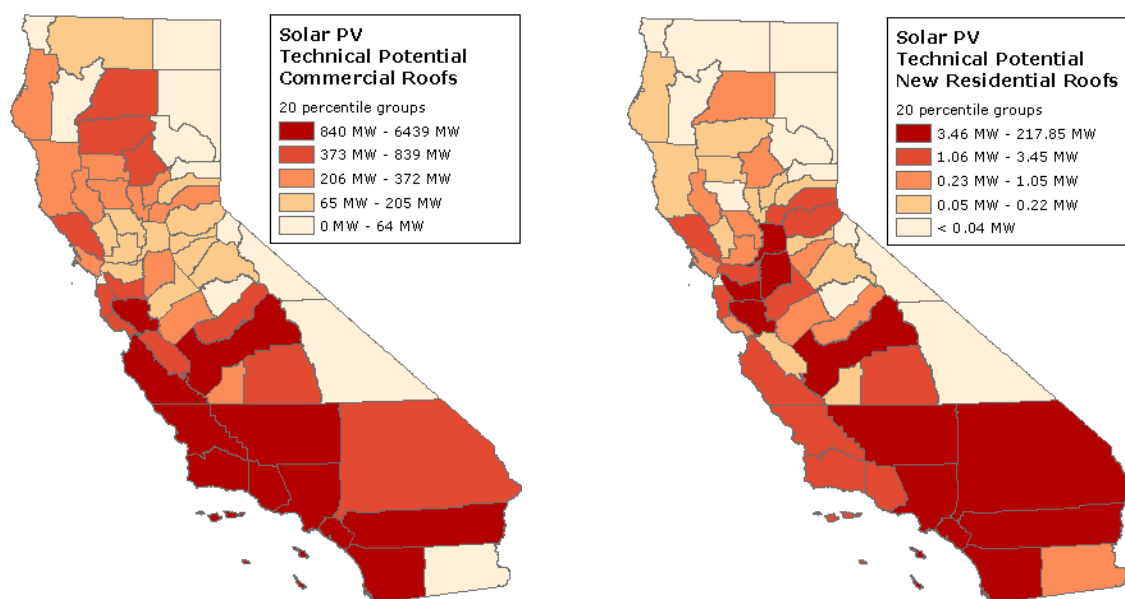 Solar PV
Technical Potential
Commercial Roofs
20 percentile groups
840 MW - 6439 MW
373 MW - 839 MW
206 MW - 372 MW
65 MW - 205 MW
0 MW - 64 MW
Solar PV
Technical Potential
New Residential Roofs
20 percentile groups
3.46 MW - 217.85 MW
1.06 MW - 3.45 MW
0.23 MW - 1.05 MW
0.05 MW - 0.22 MW
< 0.04 MW